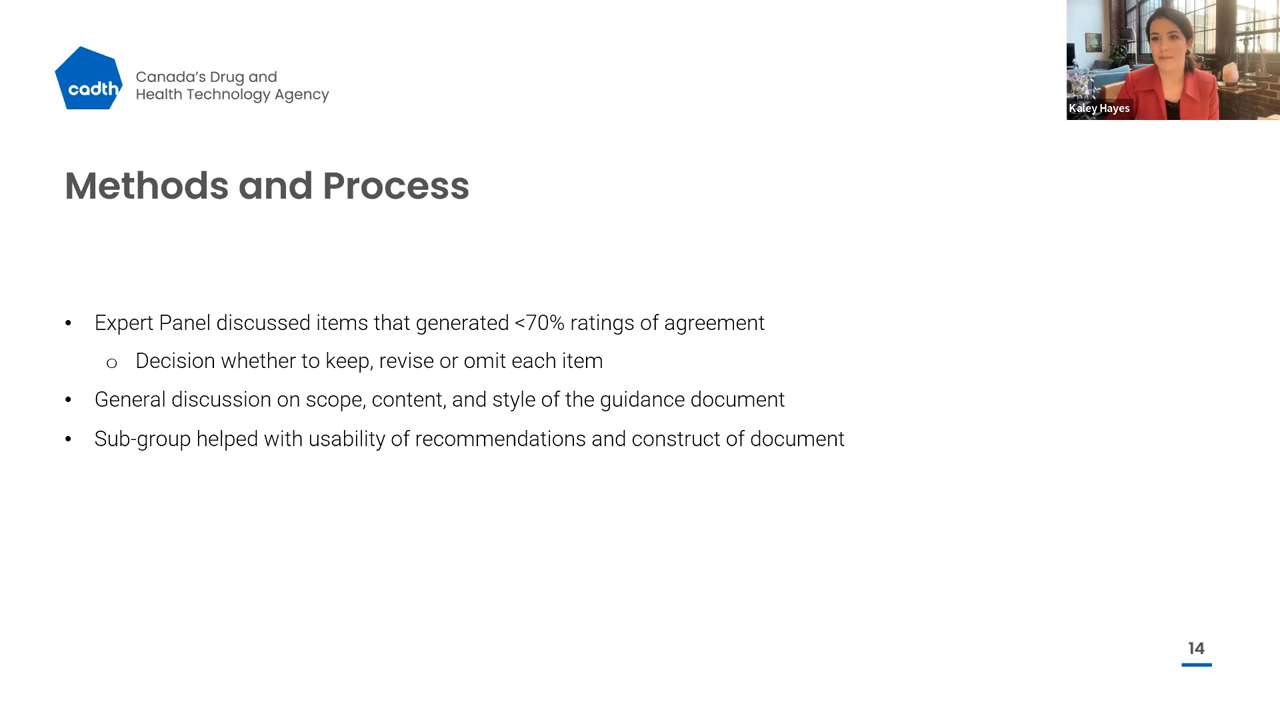 cadth
Canada's Drug and
Health Technology Agency
Kaley Hayes
Methods and Process
• Expert Panel discussed items that generated <70% ratings of agreement
o Decision whether to keep, revise or omit each item
• General discussion on scope, content, and style of the guidance document
• Sub-group helped with usability of recommendations and construct of document
14